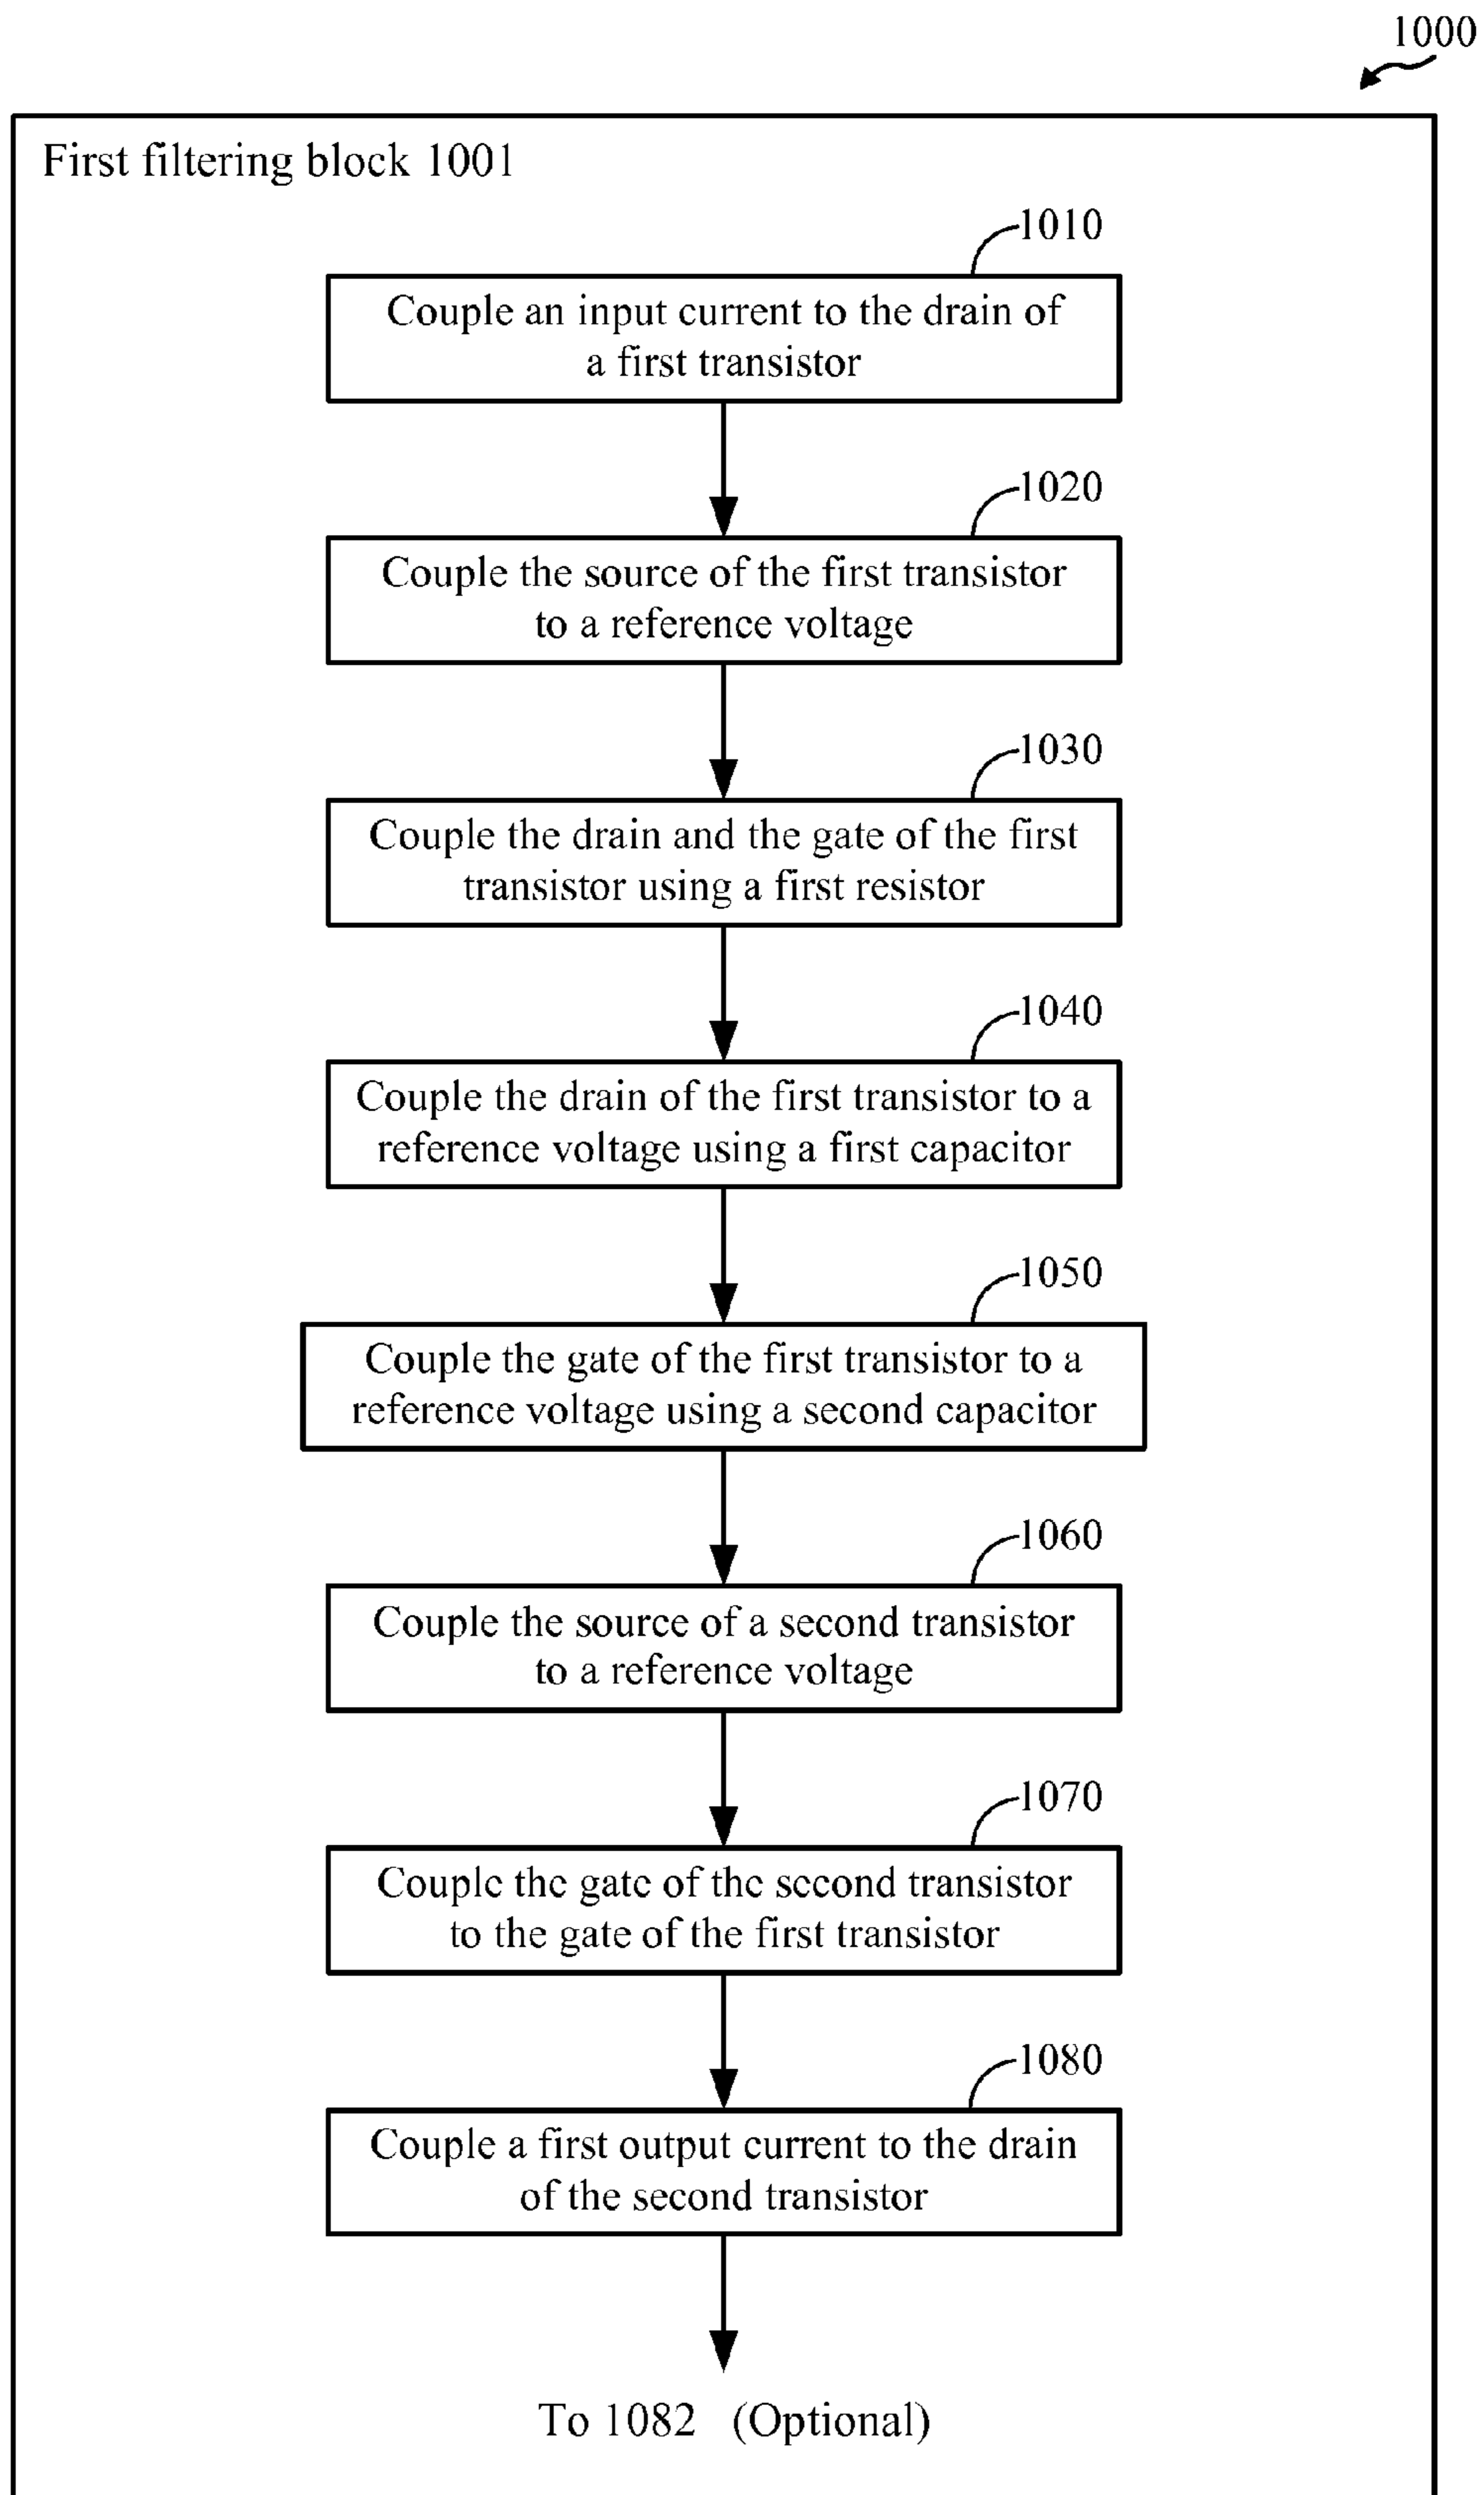 1000
First filtering block 1001
1010
Couple an input current to the drain of
a first transistor
1020
Couple the source of the first transistor
to a reference voltage
1030
Couple the drain and the gate of the first
transistor using a first resistor
1040
Couple the drain of the first transistor to a
reference voltage using a first capacitor
1050
Couple the gate of the first transistor to a
reference voltage using a second capacitor
1060
Couple the source of a second transistor
to a reference voltage
1070
Couple the gate of the second transistor
to the gate of the first transistor
1080
Couple a first output current to the drain
of the second transistor
To 1082 (Optional)